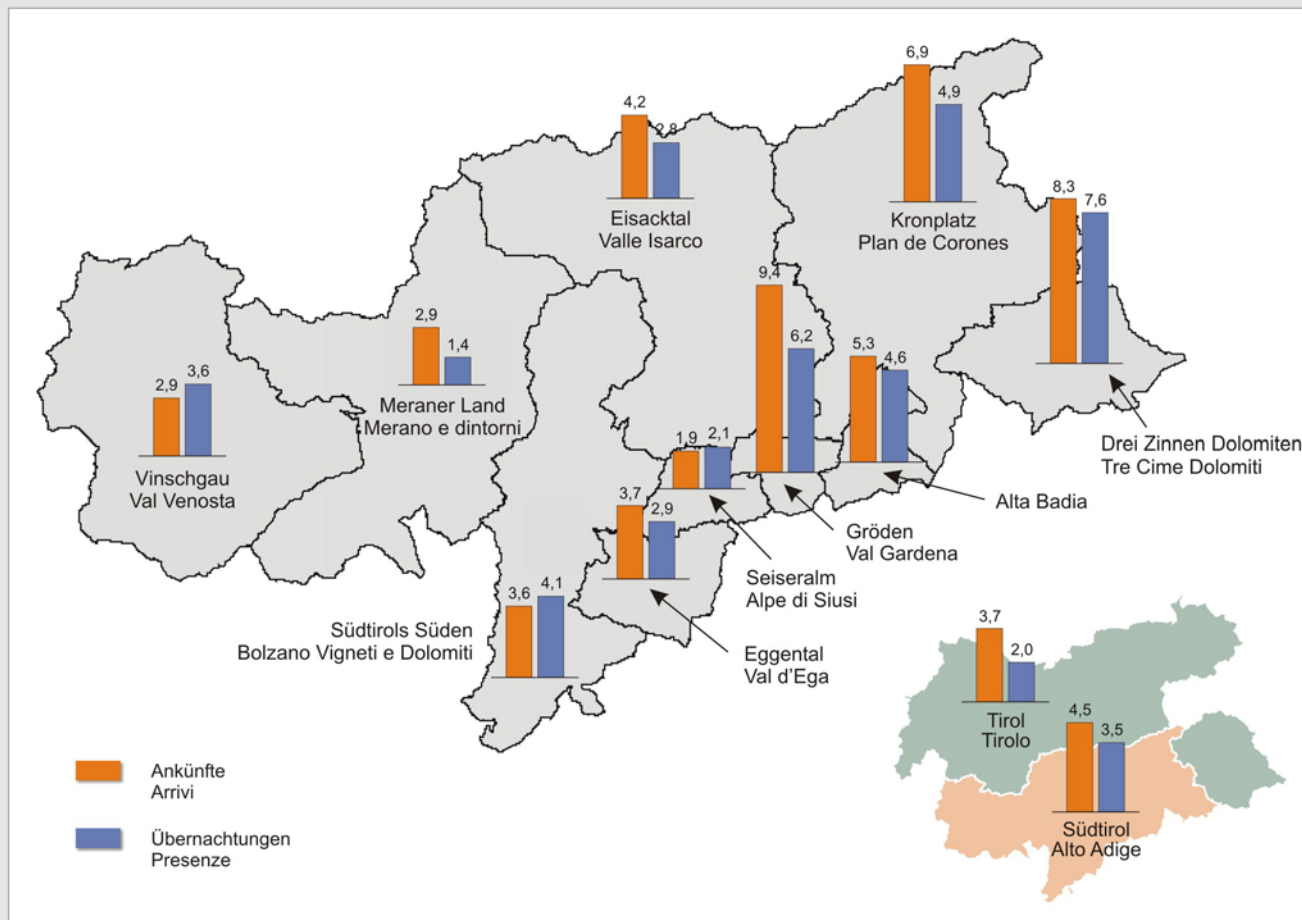 6,9
4,9
4,2
2,8
Eisacktal
Valle Isarco
Kronplatz
Plan de Corones
8,3
7,6
9,4
6,2
2,9
1,4
Meraner Land
Merano e dintorni
5,3
4,6
2,9
3,6
Vinschgau
Val Venosta
Drei Zinnen Dolomiten
Tre Cime Dolomiti
1,9
2,1
Alta Badia
3,7
2,9
Gröden
Val Gardena
Seiseralm
Alpe di Siusi
3,6
4,1
Südtirols Süden
Bolzano Vigneti e Dolomiti
Eggental
Val d'Ega
3,7
2,0
Tirol
Tirolo
4,5
3,5
Südtirol
Alto Adige
Ankünfte
Arrivi
Übernachtungen
Presenze